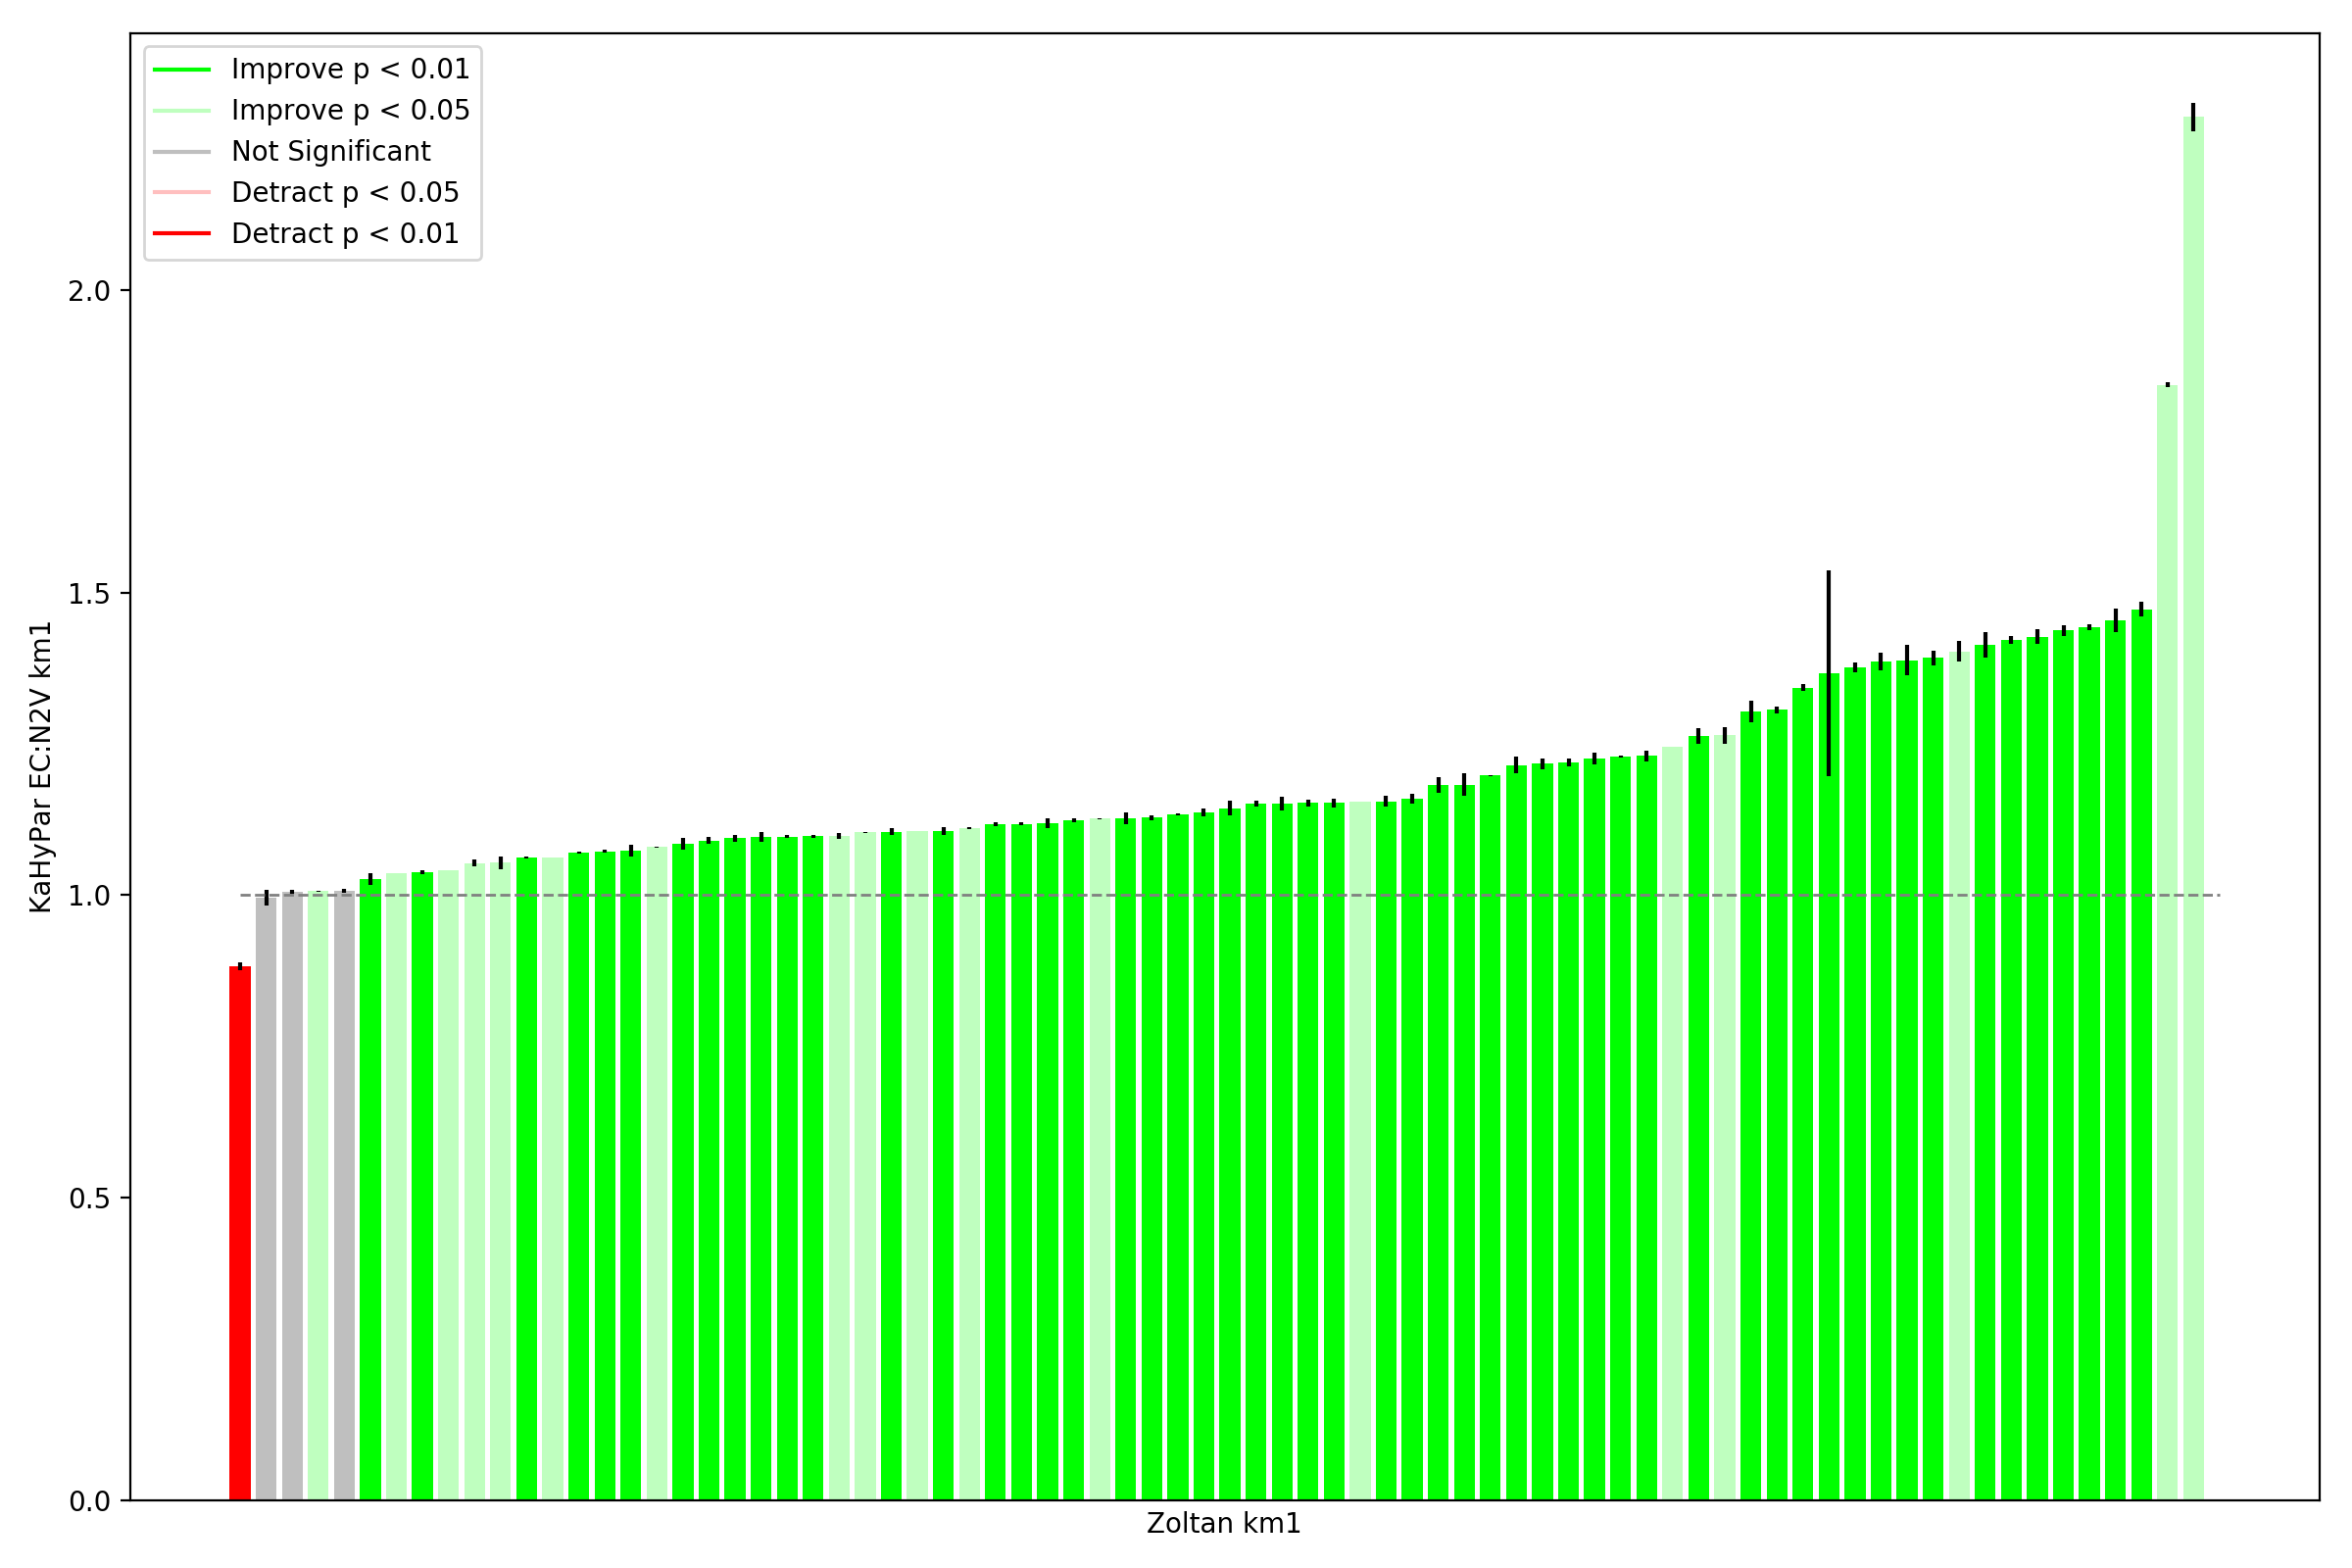 Improve p < 0.01
Improve p < 0.05
Not Significant
Detract p < 0.05
Detract p < 0.01
2.0
1.5
1.0
0.5
0.0
KaHyPar EC:N2V km1
Zoltan km1